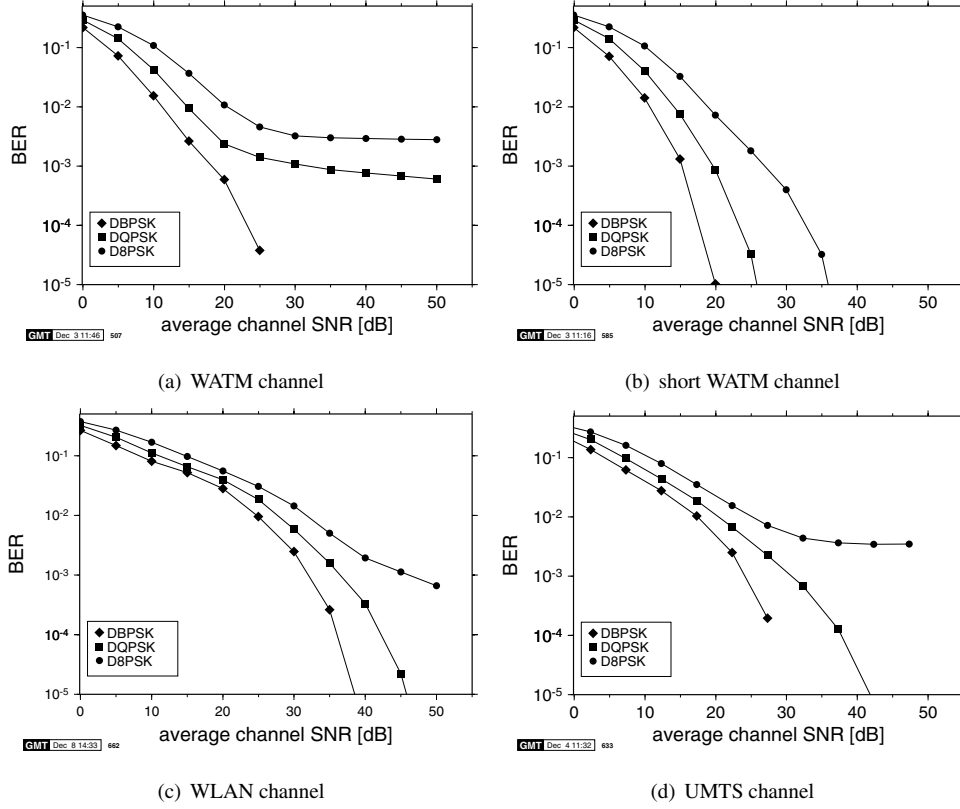 10-1
10-2
10-3
10-4
10-5
BER
DBPSK
DQPSK
D8PSK
0 10 20 30 40 50
average channel SNR [dB]
GMT Dec 3 11:46 507
(a) WATM channel
10-1
10-2
10-3
10-4
10-5
BER
DBPSK
DQPSK
D8PSK
0 10 20 30 40 50
average channel SNR [dB]
GMT Dec 3 11:16 585
(b) short WATM channel
10-1
10-2
10-3
10-4
10-5
BER
DBPSK
DQPSK
D8PSK
0 10 20 30 40 50
average channel SNR [dB]
GMT Dec 8 14:33 662
(c) WLAN channel
10-1
10-2
10-3
10-4
10-5
BER
DBPSK
DQPSK
D8PSK
0 10 20 30 40 50
average channel SNR [dB]
GMT Dec 4 11:32 633
(d) UMTS channel